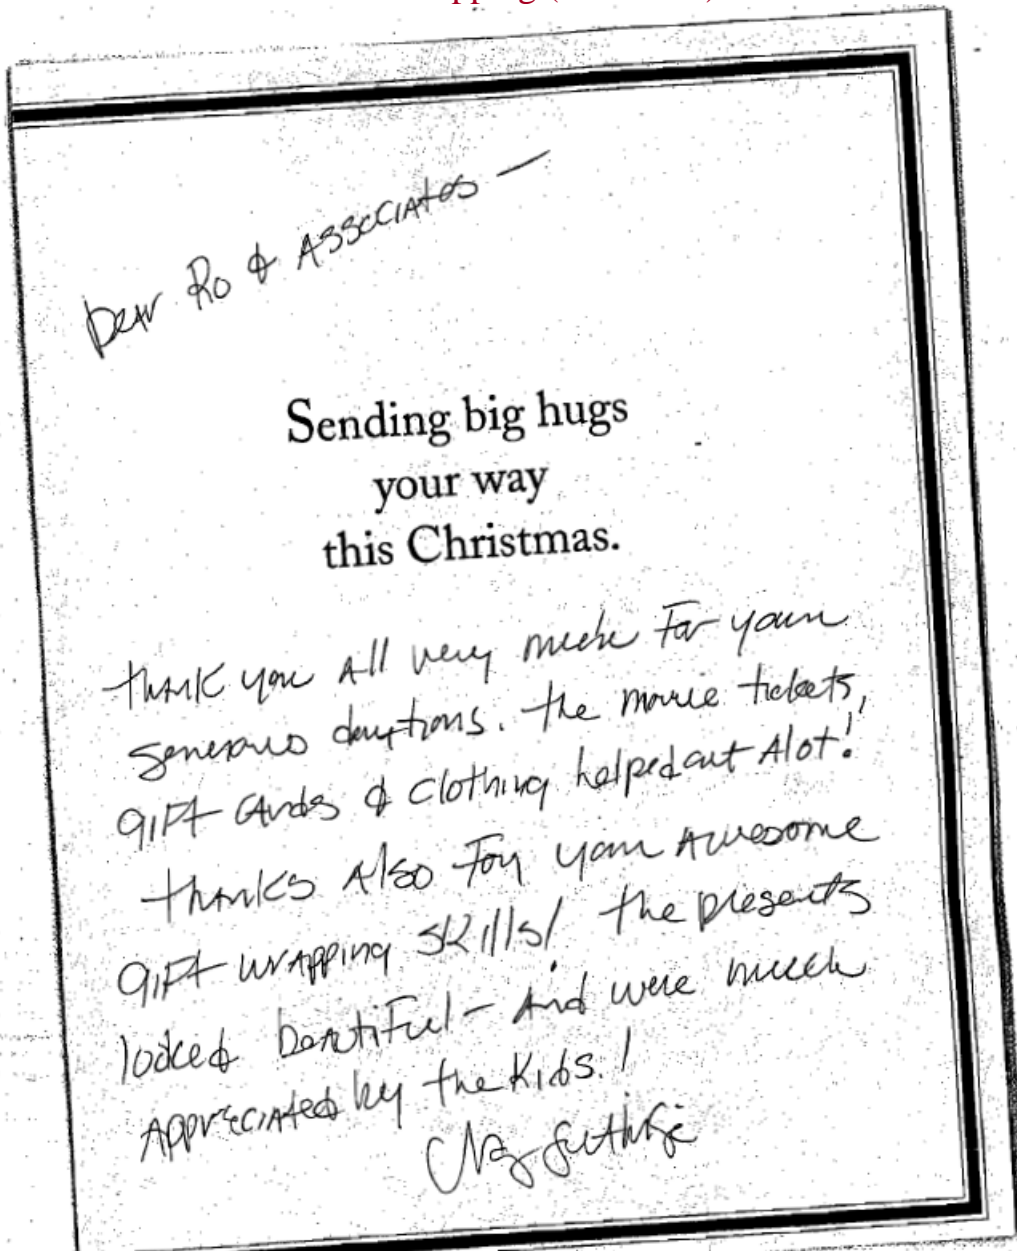 Dear Ro & Associates —
Sending big hugs
your way
this Christmas.
Thank you all very much for your
generous donations. The movie tickets,
gift cards & clothing helped out Alot!
Thanks Also for your Awesome
gift wrapping skills! The presents
looked beautiful - And were much
Appreciated by the kids.!
Guthrie